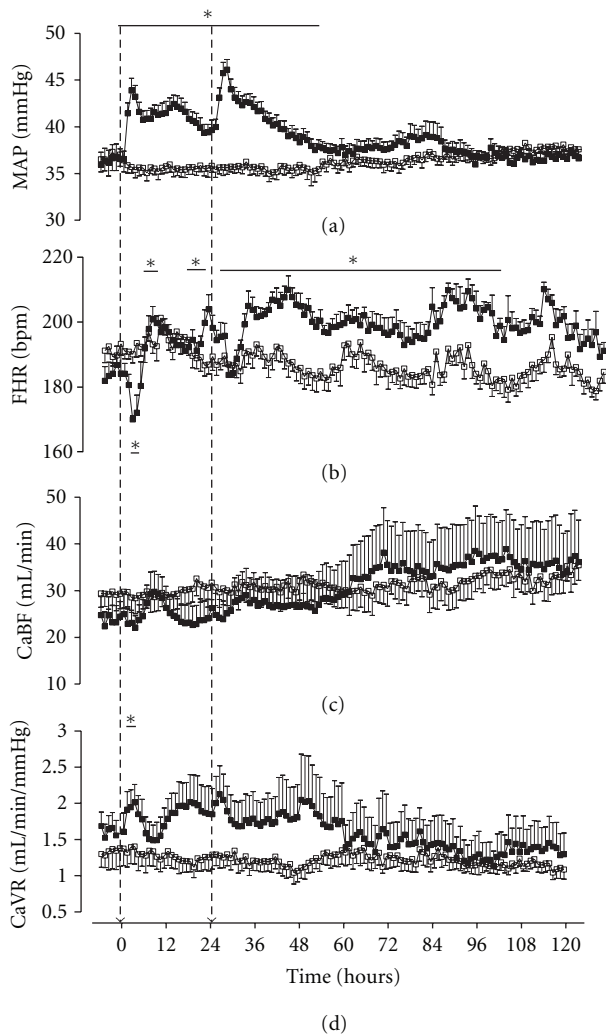 *
50
45
40
35
30
MAP (mmHg)
(a)
220
200
180
160
FHR (bpm)
*
*
*
*
(b)
50
40
30
20
10
CaBF (mL/min)
(c)
3
2.5
2
1.5
1
0.5
CaVR (mL/min/mmHg)
*
0 12 24 36 48 60 72 84 96 108 120
Time (hours)
(d)